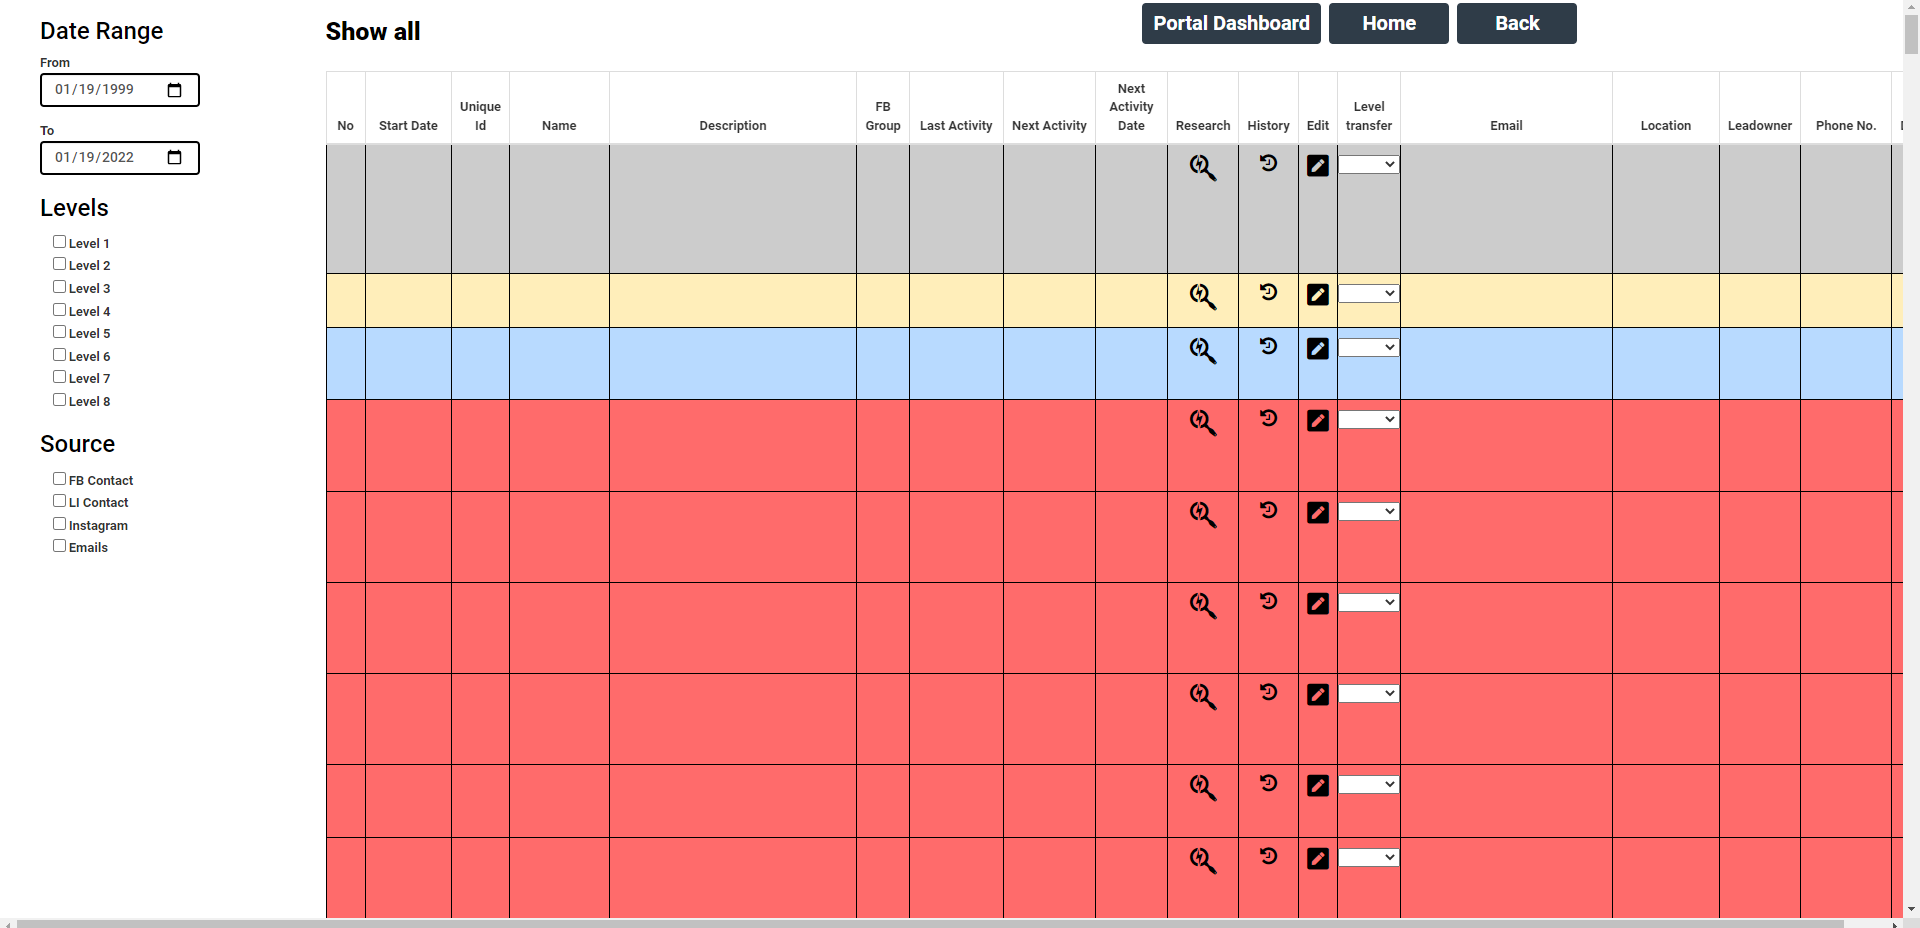 Date Range
From
01/19/1999
To
01/19/2022
Levels
Level 1
Level 2
Level 3
Level 4
Level 5
Level 6
Level 7
Level 8
Source
FB Contact
LI Contact
Instagram
Emails
Show all
Portal Dashboard
Home
Back
No
Start Date
Unique
Id
Name
Description
FB
Group
Last Activity
Next Activity
Next
Activity
Date
Research
History
Edit
Level
transfer
Email
Location
Leadowner
Phone No.